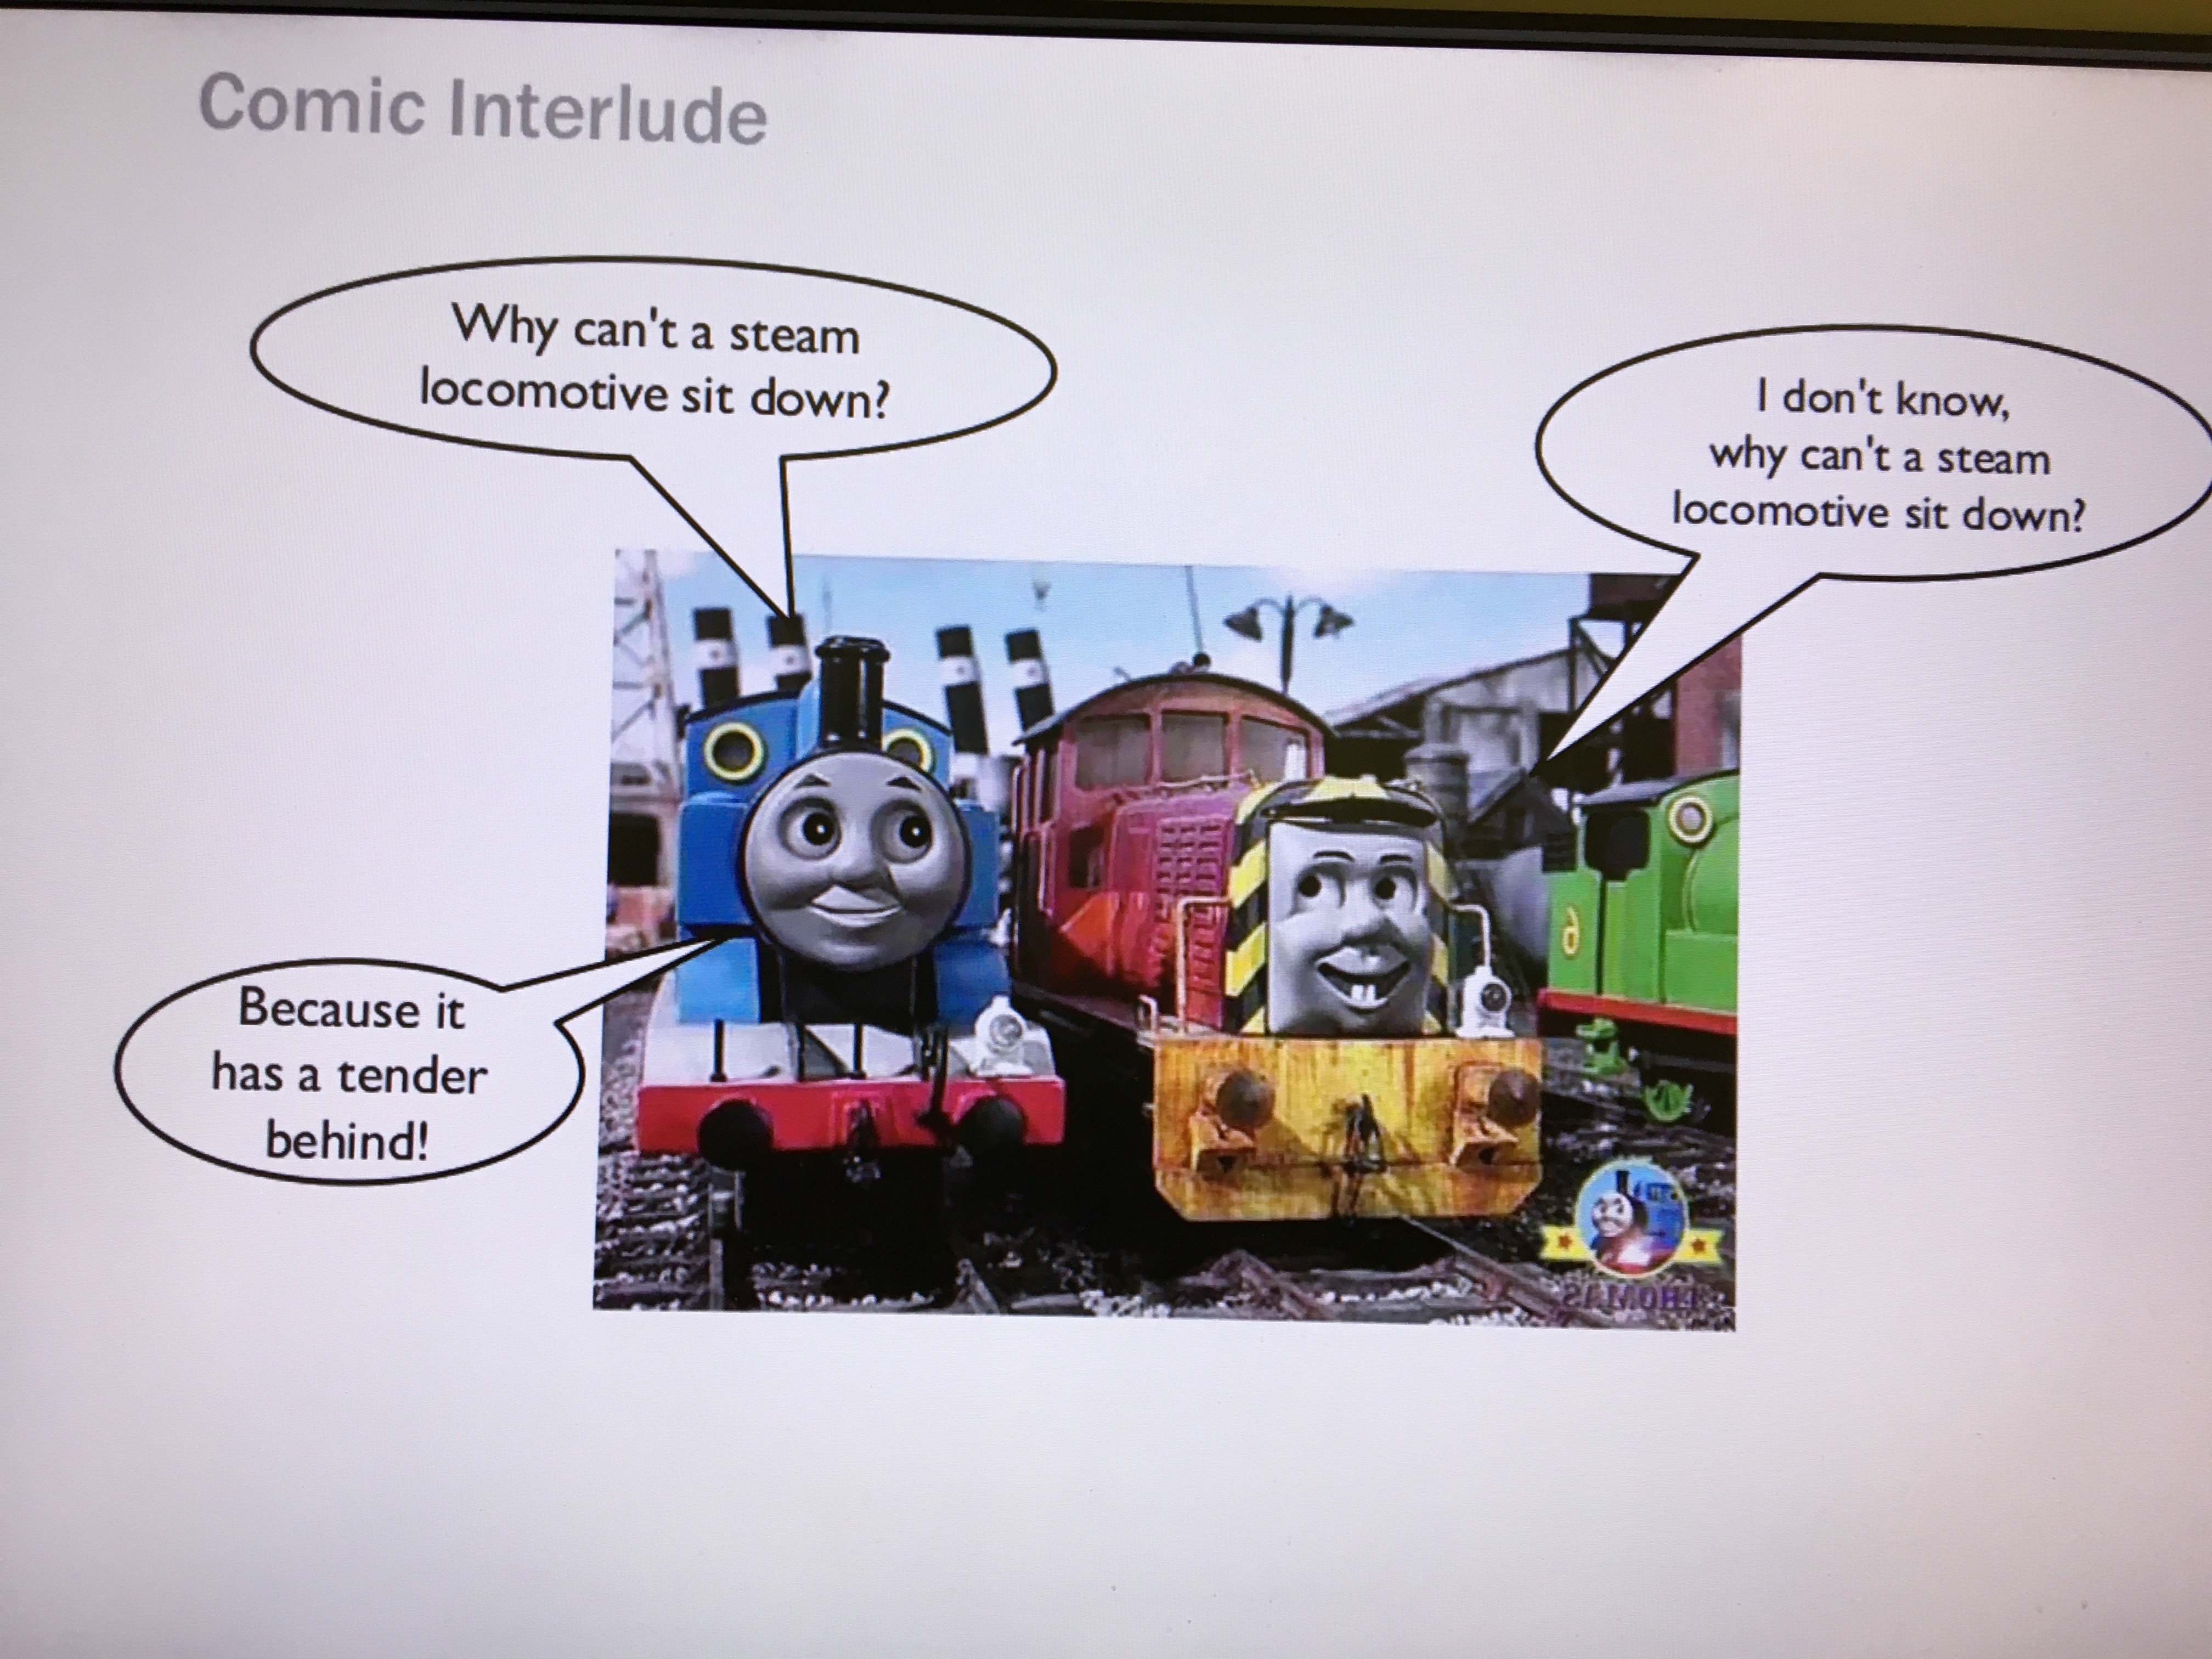 Comic Interlude
Why can't a steam
locomotive sit down?
I don't know,
why can't a steam
locomotive sit down?
Because it
has a tender
behind!
6
THOMAS